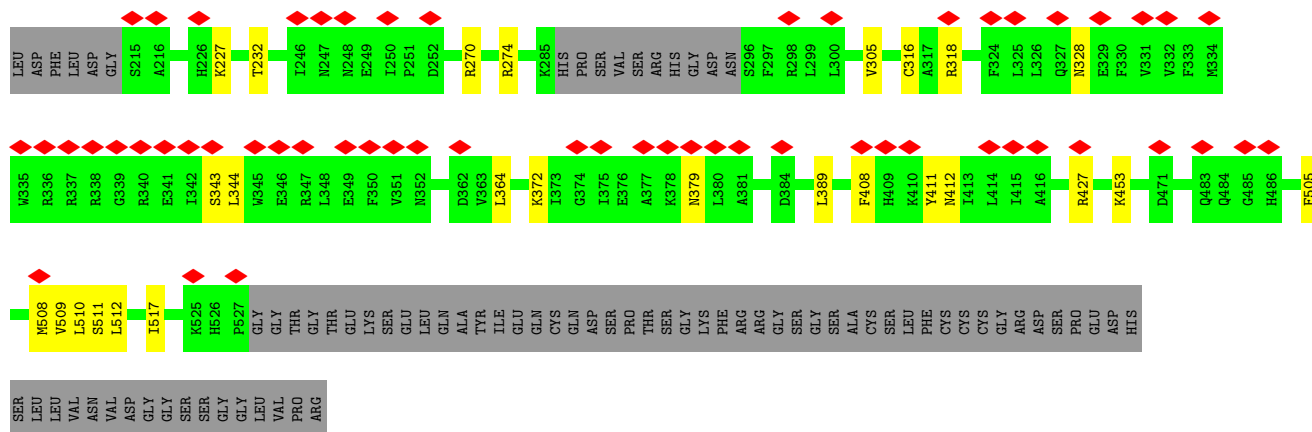 LEU ASP PHE LEU ASP GLY S215 A216 H226 K227 T232 I246 N247 N248 E249 I250 P251 D252 R270 R274 K285 HIS PRO SER VAL SER ARG HIS GLY ASP ASN S296 F297 R298 L299 L300 V305 C316 A317 R318 F324 L325 L326 Q327 N328 E329 F330 V331 V332 F333 M334
W335 R336 R337 R338 G339 R340 E341 I342 S343 L344 W345 E346 R347 L348 E349 F350 V351 N352 D362 V363 L364 K372 I373 G374 I375 E376 A377 K378 N379 L380 A381 D384 L389 F408 H409 K410 Y411 N412 I413 L414 I415 A416 R427 K453 D471 Q483 Q484 G485 H486 F505
M508 V509 L510 S511 L512 I517 K525 H526 P527 GLY GLY THR GLY THR GLU LYS SER GLU LEU GLN ALA TYR ILE GLU GLN CYS GLN ASP SER PRO THR SER GLY LYS PHE ARG ARG GLY SER GLY SER ALA CYS SER LEU PHE CYS CYS CYS GLY ARG ASP SER PRO GLU ASP HIS
SER LEU LEU VAL ASN VAL ASP GLY GLY SER SER GLY GLY LEU VAL PRO ARG